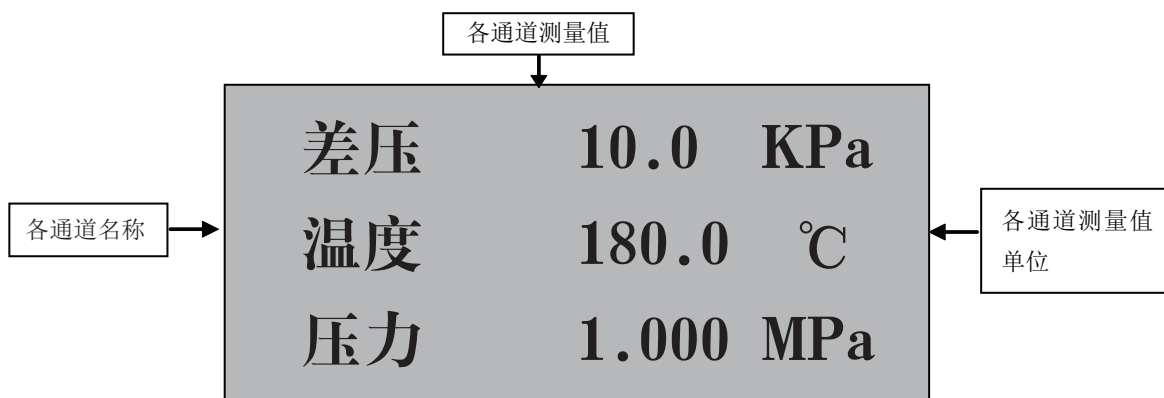 各通道测量值
差压 10.0 KPa
各通道名称
温度 180.0 ℃
各通道测量值
单位
压力 1.000 MPa